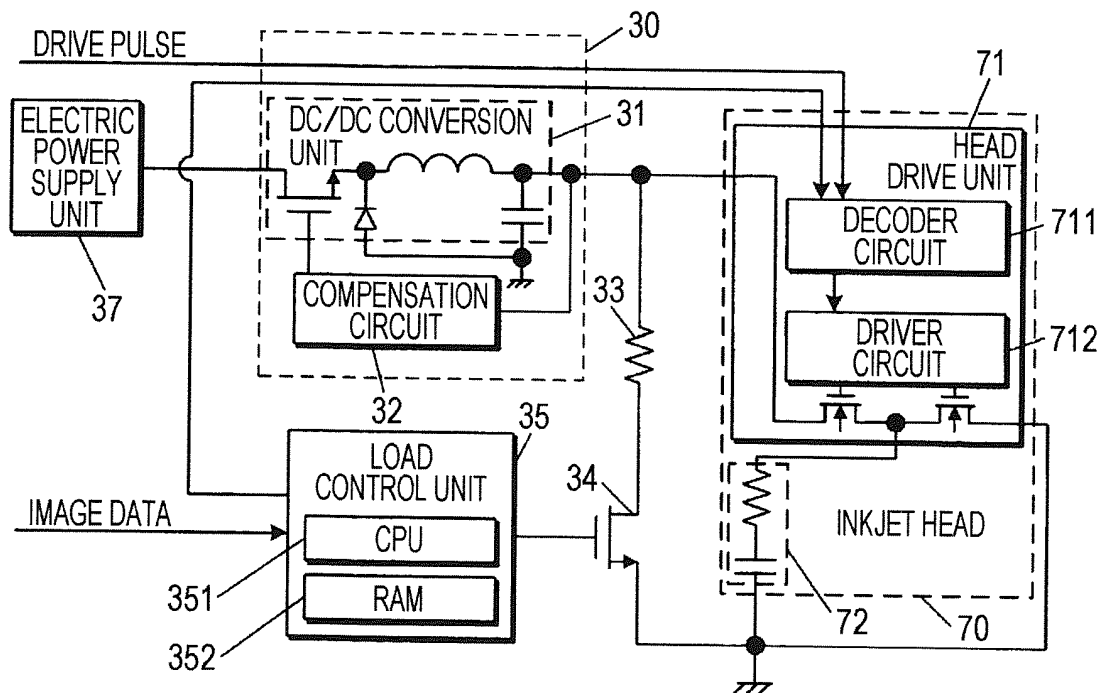 DRIVE PULSE
30
71
ELECTRIC
POWER
SUPPLY
UNIT
DC/DC CONVERSION
UNIT
31
HEAD
DRIVE UNIT
DECODER
CIRCUIT
711
37
COMPENSATION
CIRCUIT
33
DRIVER
CIRCUIT
712
32
35
LOAD
CONTROL UNIT
34
IMAGE DATA
CPU
INKJET HEAD
351
RAM
352
72
70